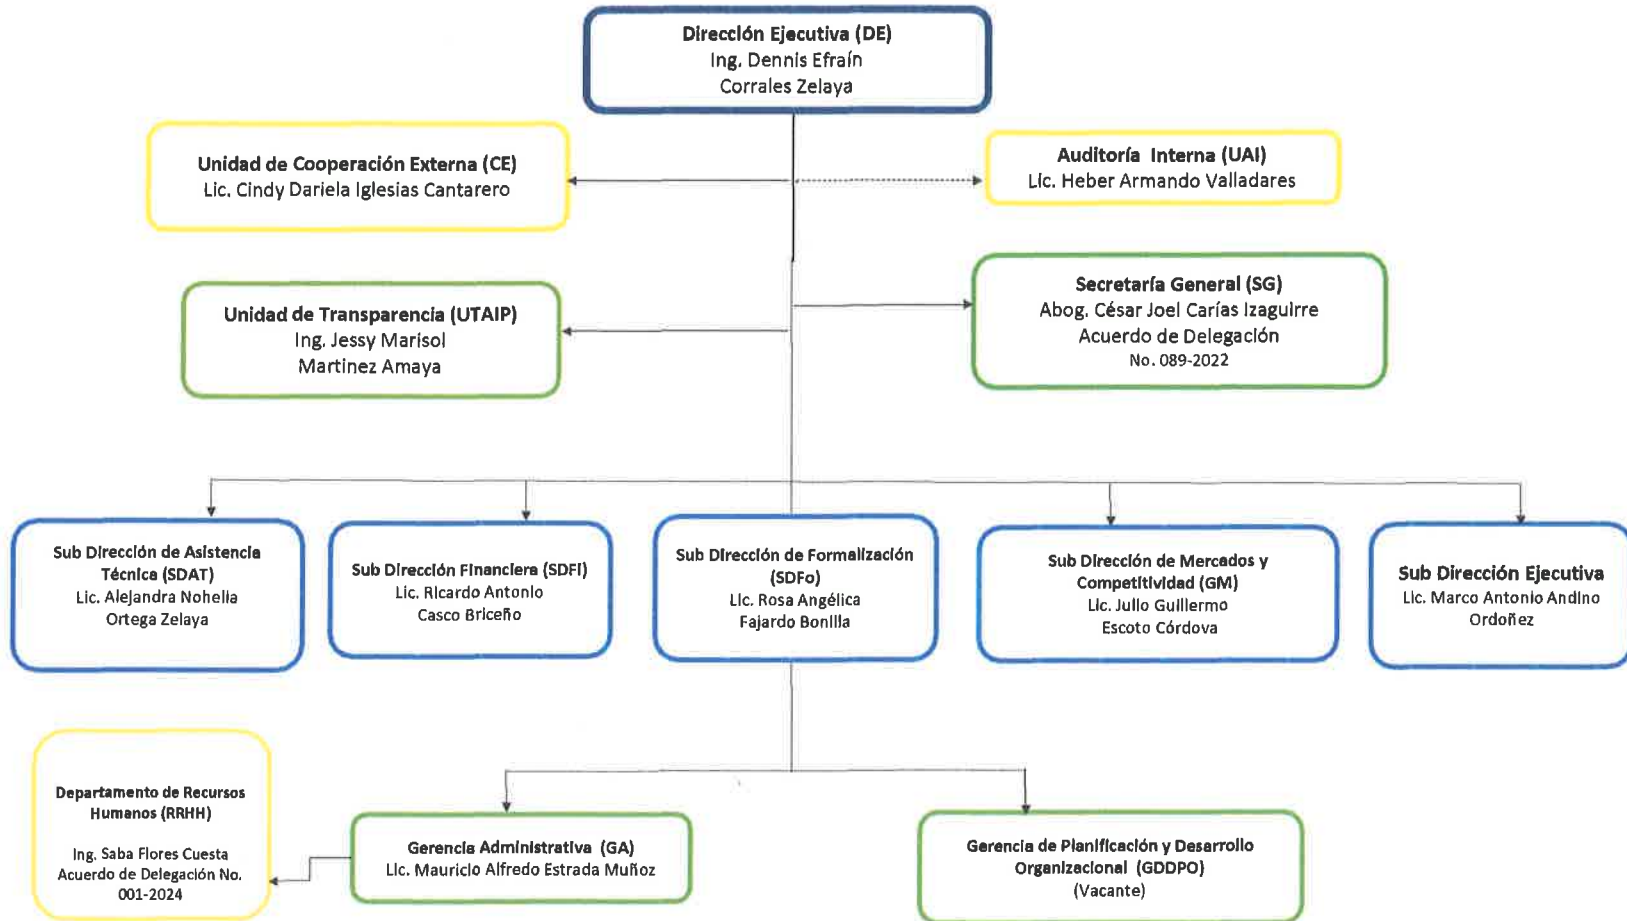 Dirección Ejecutiva (DE)
Ing. Dennis Efraín
Corrales Zelaya
Unidad de Cooperación Externa (CE)
Lic. Cindy Dariela Iglesias Cantarero
Auditoría Interna (UAI)
Lic. Heber Armando Valladares
Unidad de Transparencia (UTAIP)
Ing. Jessy Marisol
Martinez Amaya
Secretaría General (SG)
Abog. César Joel Carías Izaguirre
Acuerdo de Delegación
No. 089-2022
Sub Dirección de Asistencia
Técnica (SDAT)
Lic. Alejandra Nohelia
Ortega Zelaya
Sub Dirección Financiera (SDFI)
Lic. Ricardo Antonio
Casco Briceño
Sub Dirección de Formalización
(SDFo)
Lic. Rosa Angélica
Fajardo Bonilla
Sub Dirección de Mercados y
Competitividad (GM)
Lic. Julio Guillermo
Escoto Córdova
Sub Dirección Ejecutiva
Lic. Marco Antonio Andino
Ordoñez
Departamento de Recursos
Humanos (RRHH)
Ing. Saba Flores Cuesta
Acuerdo de Delegación No.
001-2024
Gerencia Administrativa (GA)
Lic. Mauricio Alfredo Estrada Muñoz
Gerencia de Planificación y Desarrollo
Organizacional (GDDPO)
(Vacante)